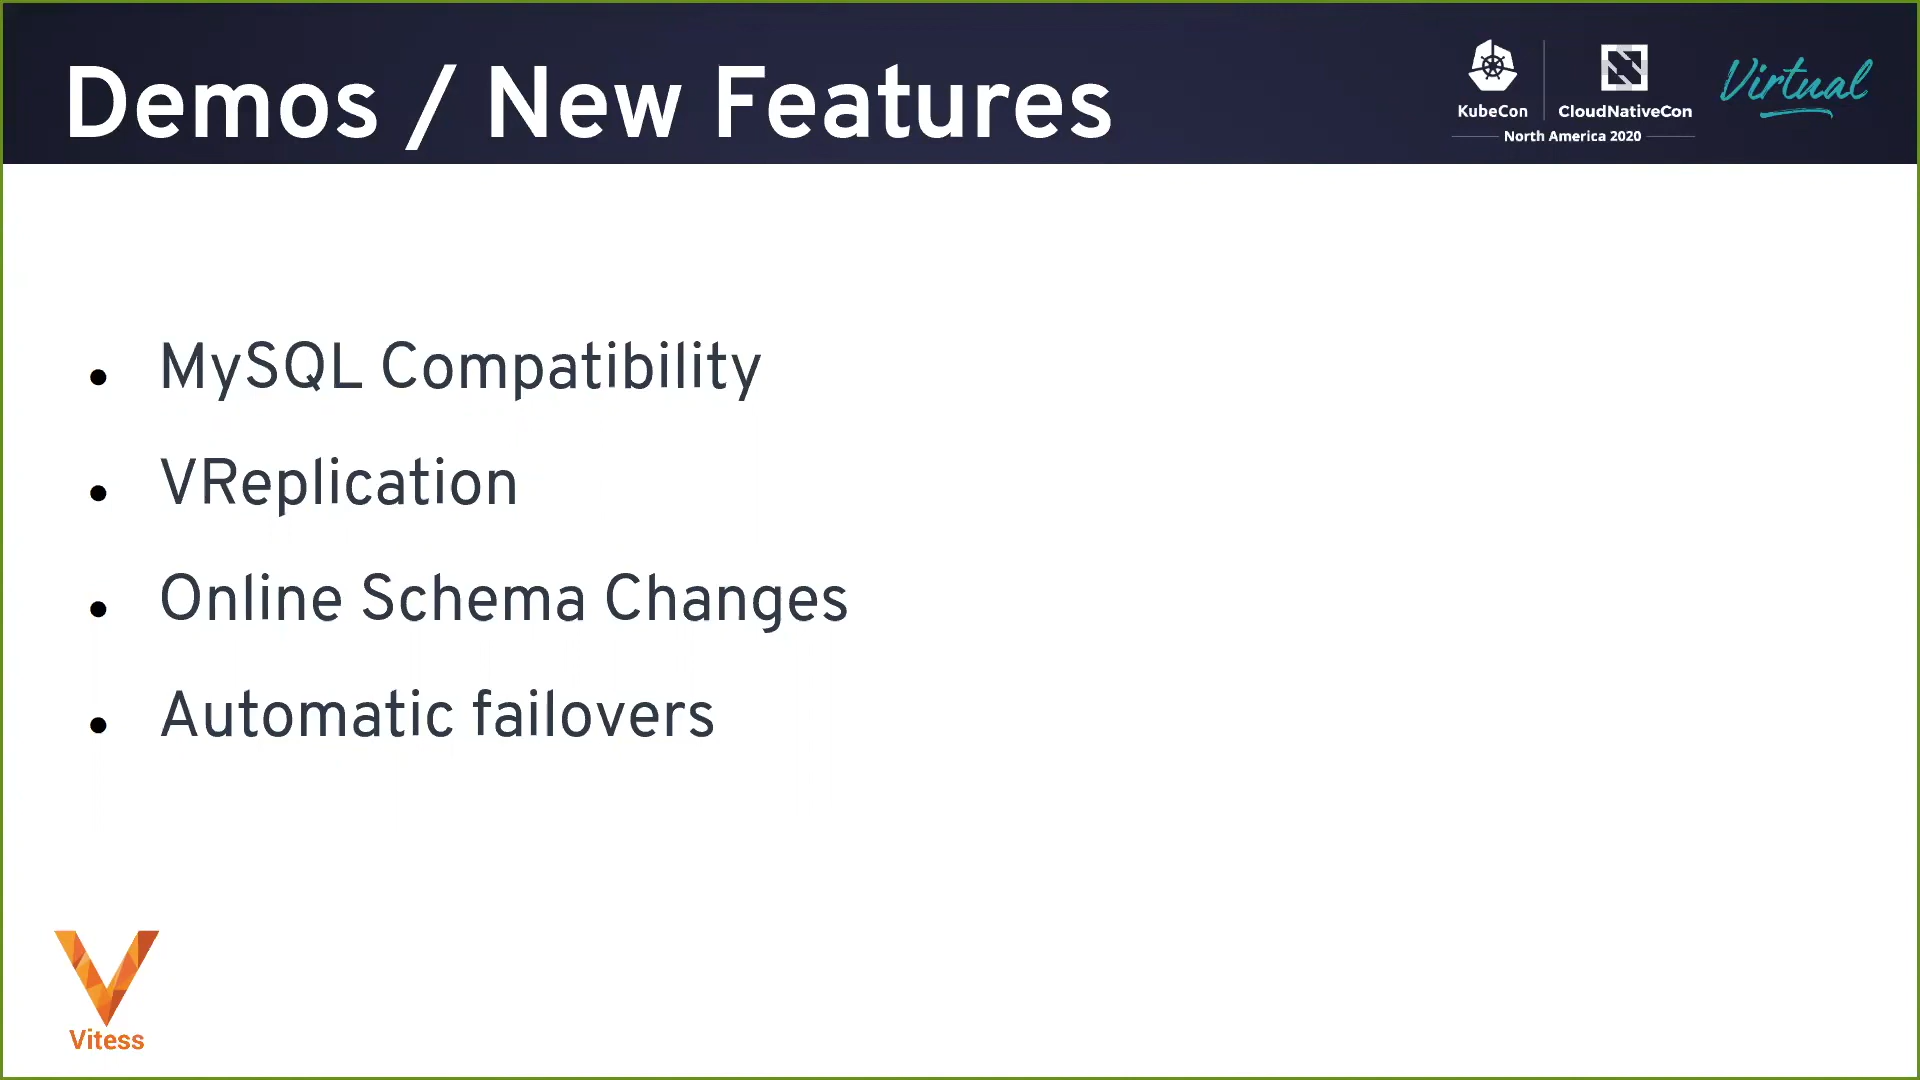 Demos / New Features
KubeCon
CloudNativeCon
North America 2020
Virtual
• MySQL Compatibility
• VReplication
• Online Schema Changes
• Automatic failovers
Vitess